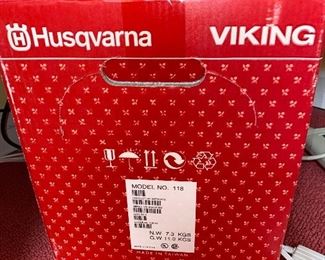 Husqvarna VIKING
MODEL NO. 118
N.W. 7.3 KGS
G.W 11.0 KGS
MADE IN TAIWAN